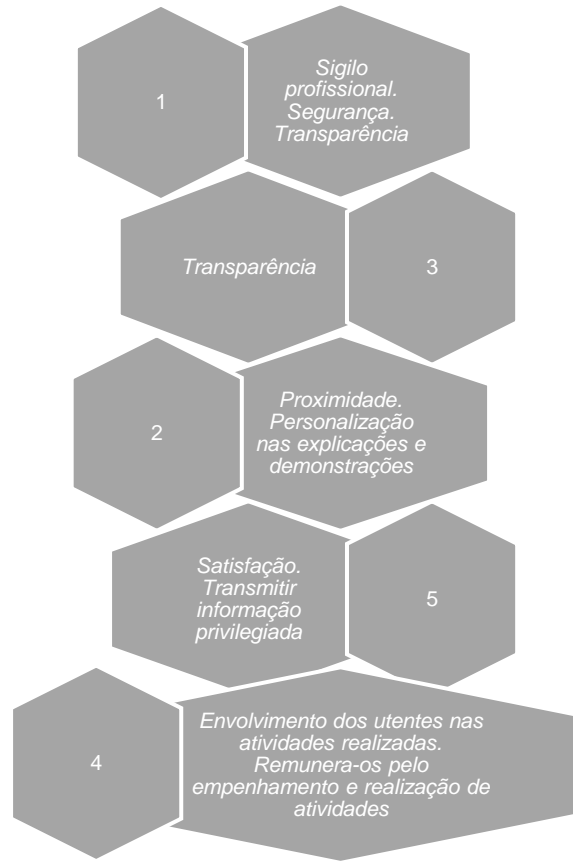 1
Sigilo
profissional.
Segurança.
Transparência
Transparência
3
2
Proximidade.
Personalização
nas explicações e
demonstrações
Satisfação.
Transmitir
informação
privilegiada
5
4
Envolvimento dos utentes nas
atividades realizadas.
Remunera-os pelo
empenhamento e realização de
atividades